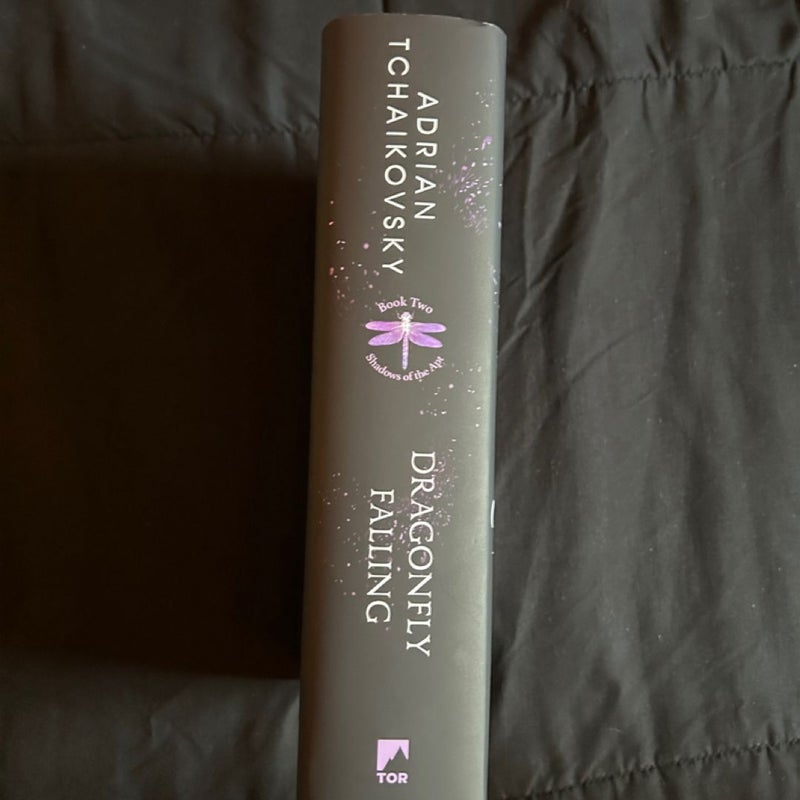 ADRIAN
TCHAIKOVSKY
Book Two
Shadows of the Apt
DRAGONFLY
FALLING
TOR